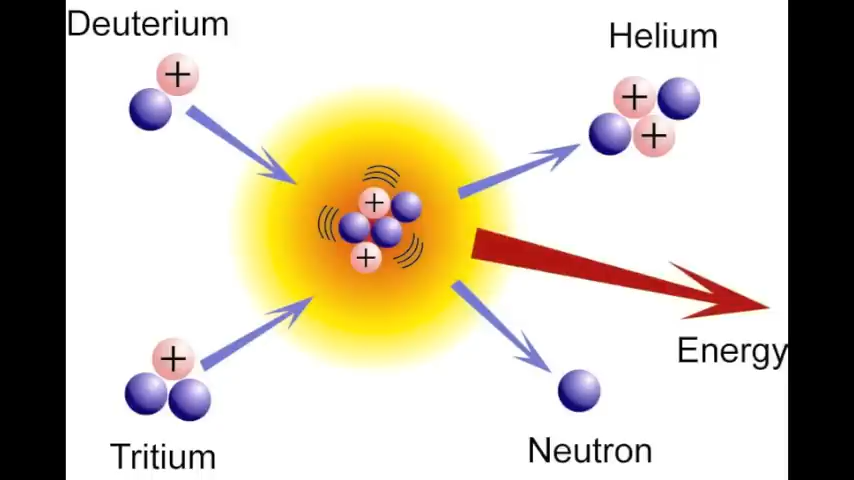 Deuterium
Helium
+
+
+
+
+
+
+
Energy
Tritium
Neutron